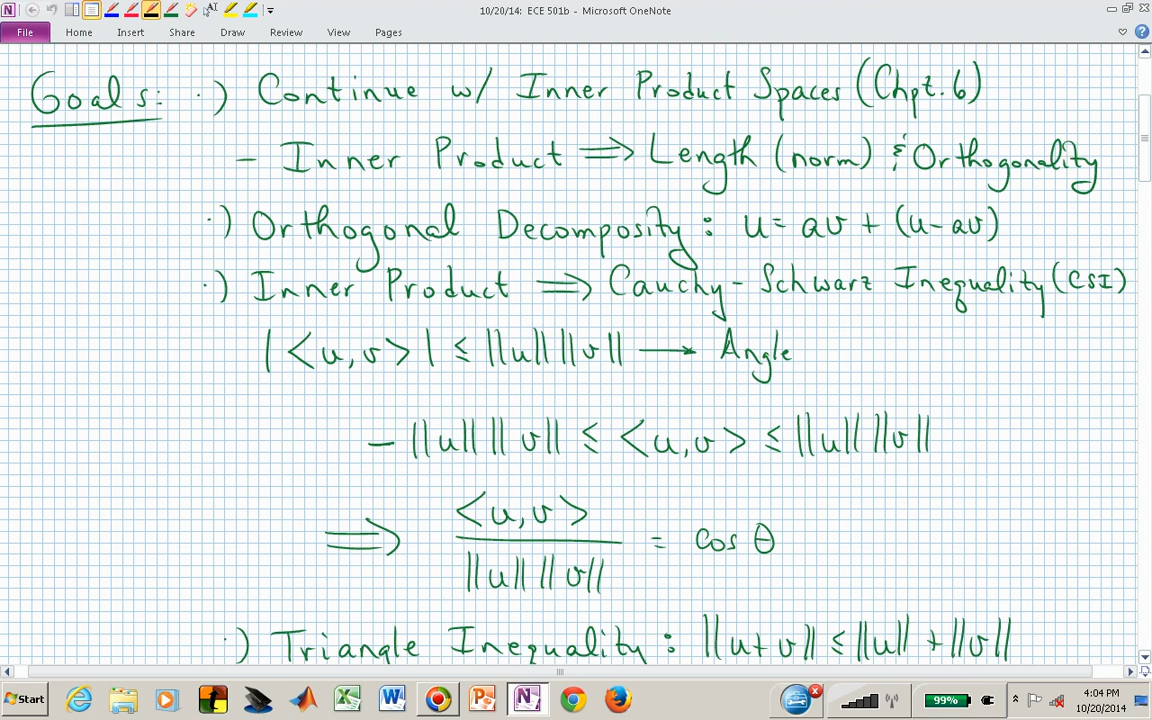 10/20/14: ECE 501b - Microsoft OneNote
File Home Insert Share Draw Review View Pages
Goals: ·) Continue w/ Inner Product Spaces (Chpt. 6)
- Inner Product ⟹ Length (norm) & Orthogonality
·) Orthogonal Decomposity: u = av + (u - av)
·) Inner Product ⟹ Cauchy-Schwarz Inequality (CSI)
|<u,v>| ≤ ||u|| ||v|| → Angle
- ||u|| ||v|| ≤ <u,v> ≤ ||u|| ||v||
⟹ <u,v> / ||u|| ||v|| = cos θ
·) Triangle Inequality: ||u+v|| ≤ ||u|| + ||v||
Start 99% 4:04 PM
10/20/2014